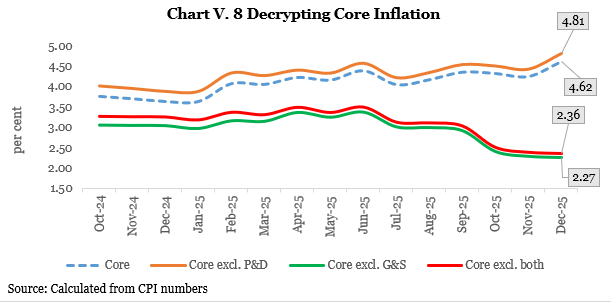 Chart V. 8 Decrypting Core Inflation
per cent
5.00
4.50
4.00
3.50
3.00
2.50
2.00
1.50
4.81
4.62
2.36
2.27
Oct-24
Nov-24
Dec-24
Jan-25
Feb-25
Mar-25
Apr-25
May-25
Jun-25
Jul-25
Aug-25
Sep-25
Oct-25
Nov-25
Dec-25
Core
Core excl. P&D
Core excl. G&S
Core excl. both
Source: Calculated from CPI numbers